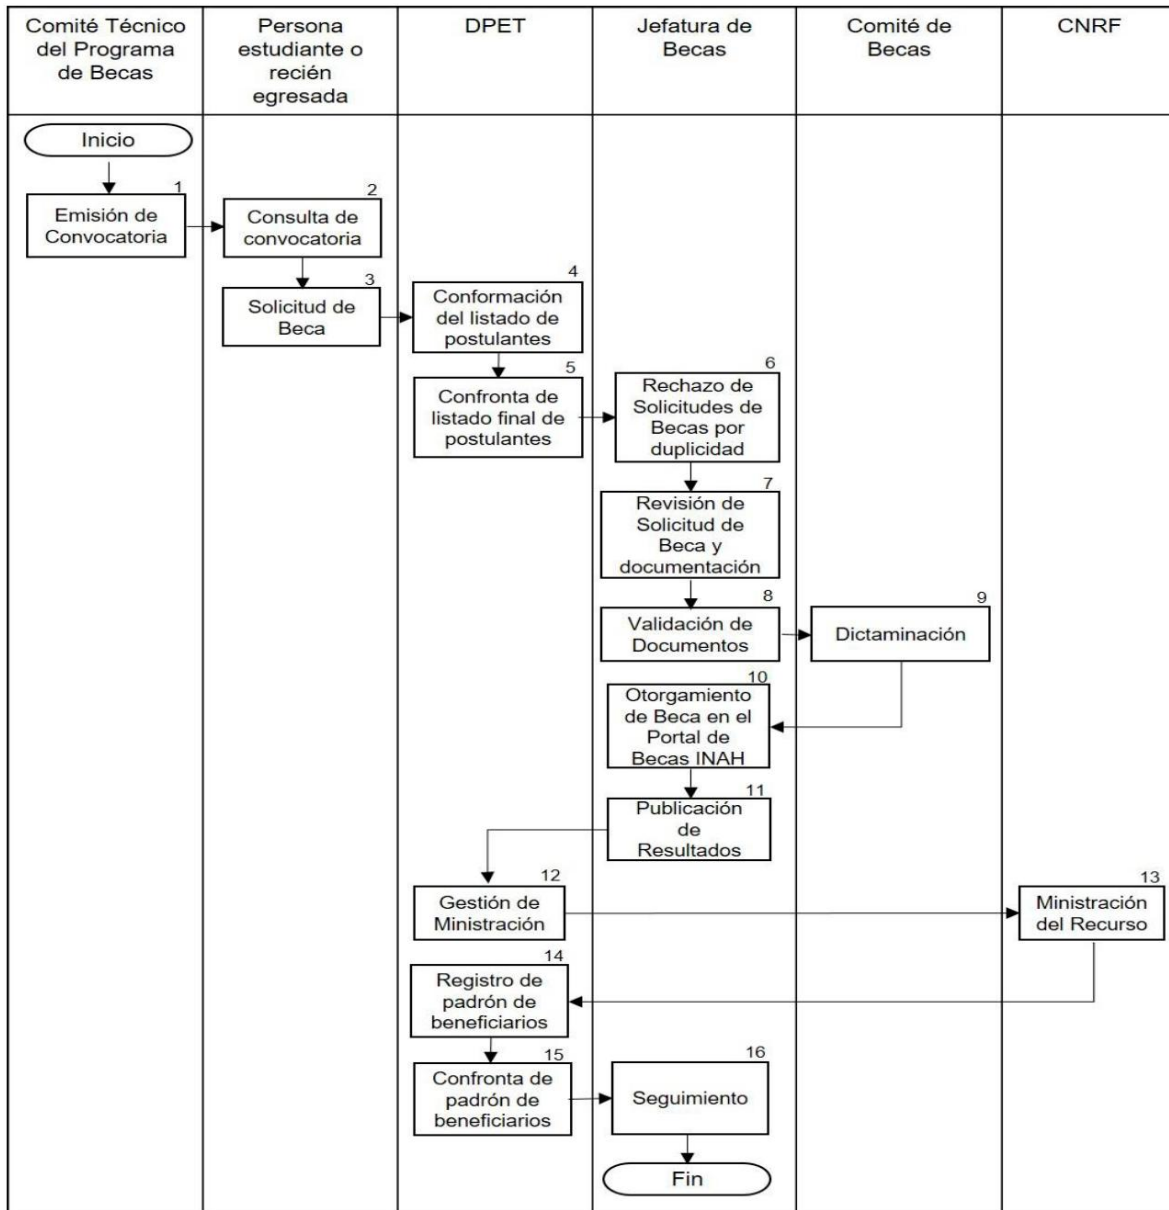 Comité Técnico
del Programa
de Becas
Persona
estudiante o
recién
egresada
DPET
Jefatura de
Becas
Comité de
Becas
CNRF
Inicio
1
Emisión de
Convocatoria
2
Consulta de
convocatoria
3
Solicitud de
Beca
4
Conformación
del listado de
postulantes
5
Confronta de
listado final de
postulantes
6
Rechazo de
Solicitudes de
Becas por
duplicidad
7
Revisión de
Solicitud de
Beca y
documentación
8
Validación de
Documentos
9
Dictaminación
10
Otorgamiento
de Beca en el
Portal de
Becas INAH
11
Publicación
de
Resultados
12
Gestión de
Ministración
13
Ministración
del Recurso
14
Registro de
padrón de
beneficiarios
15
Confronta de
padrón de
beneficiarios
16
Seguimiento
Fin